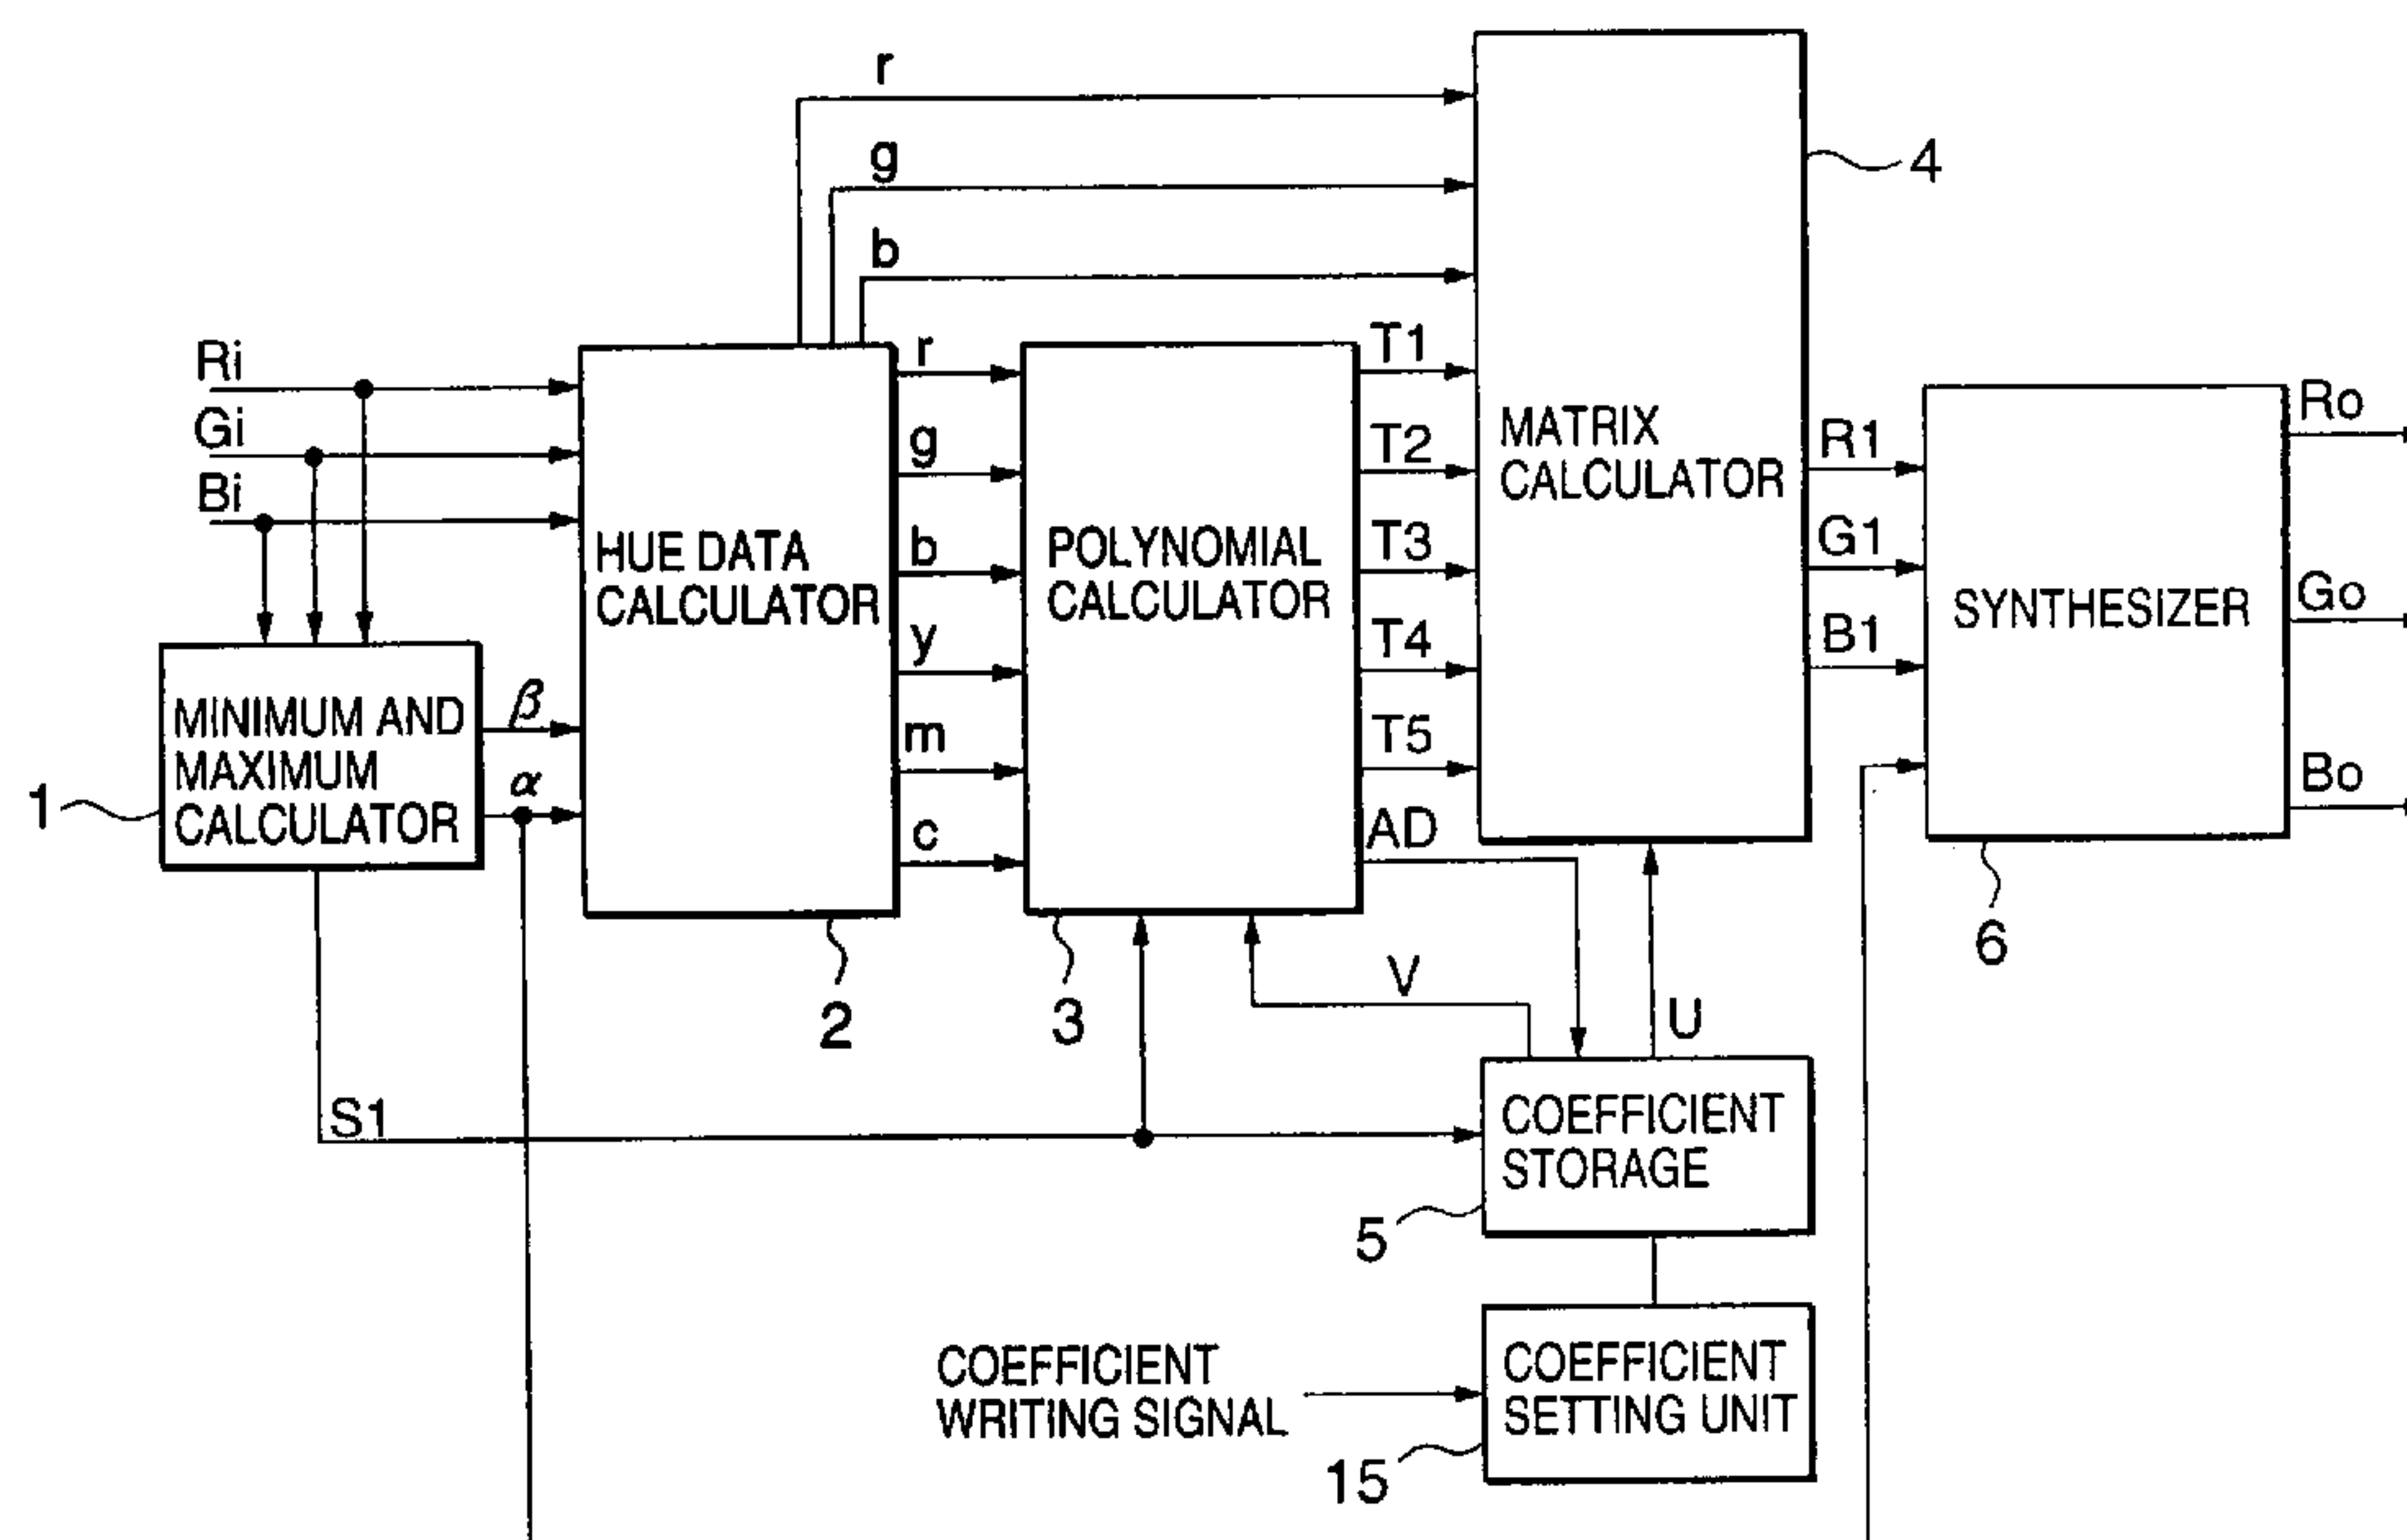 r
g
b
4
Ri
Gi
Bi
r
g
b
y
m
c
T1
T2
T3
T4
T5
AD
HUE DATA
CALCULATOR
POLYNOMIAL
CALCULATOR
MATRIX
CALCULATOR
R1
G1
B1
SYNTHESIZER
Ro
Go
Bo
MINIMUM AND
MAXIMUM
CALCULATOR
β
α
1
2
3
6
V
U
S1
COEFFICIENT
STORAGE
5
COEFFICIENT
WRITING SIGNAL
COEFFICIENT
SETTING UNIT
15